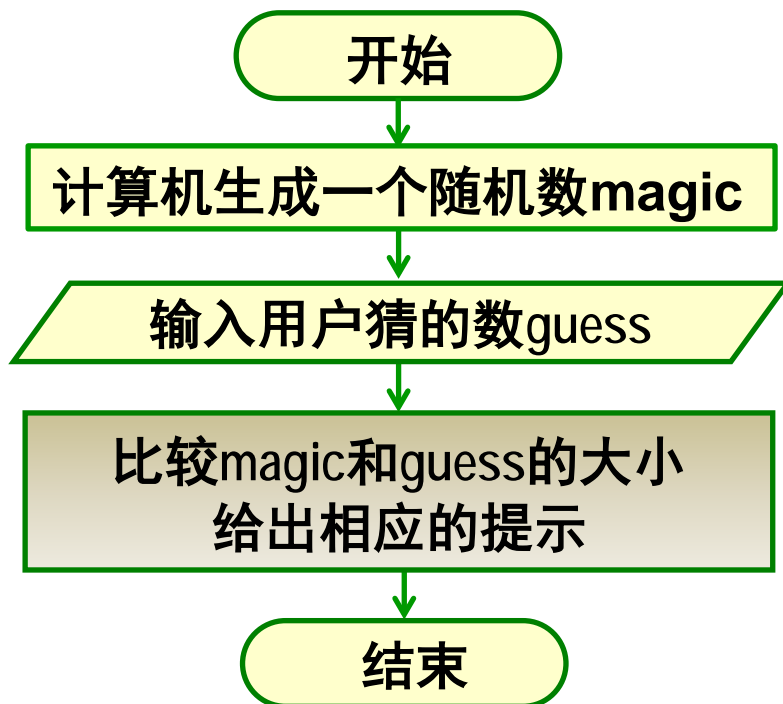 开始
计算机生成一个随机数magic
输入用户猜的数guess
比较magic和guess的大小
给出相应的提示
结束